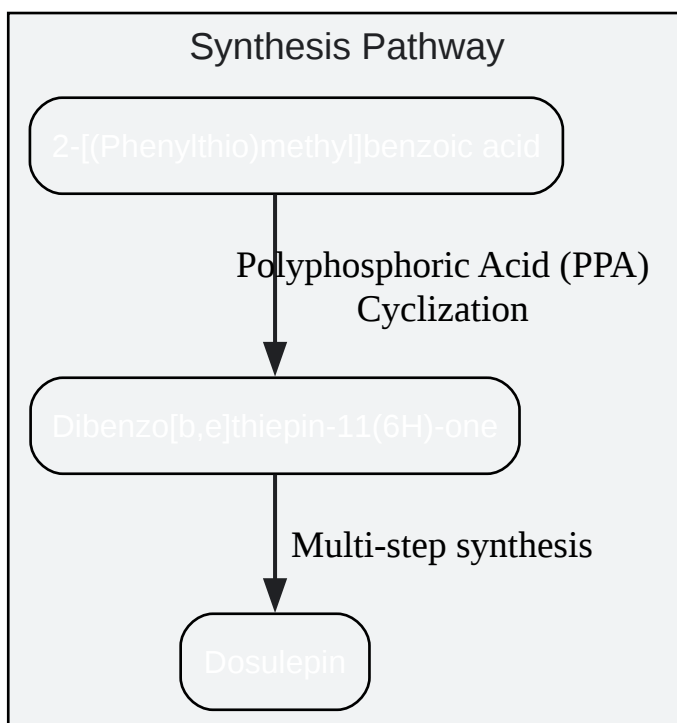 Synthesis Pathway
2-[(Phenylthio)methyl]benzoic acid
Polyphosphoric Acid (PPA)
Cyclization
Dibenzo[b,e]thiepin-11(6H)-one
Multi-step synthesis
Dosulepin